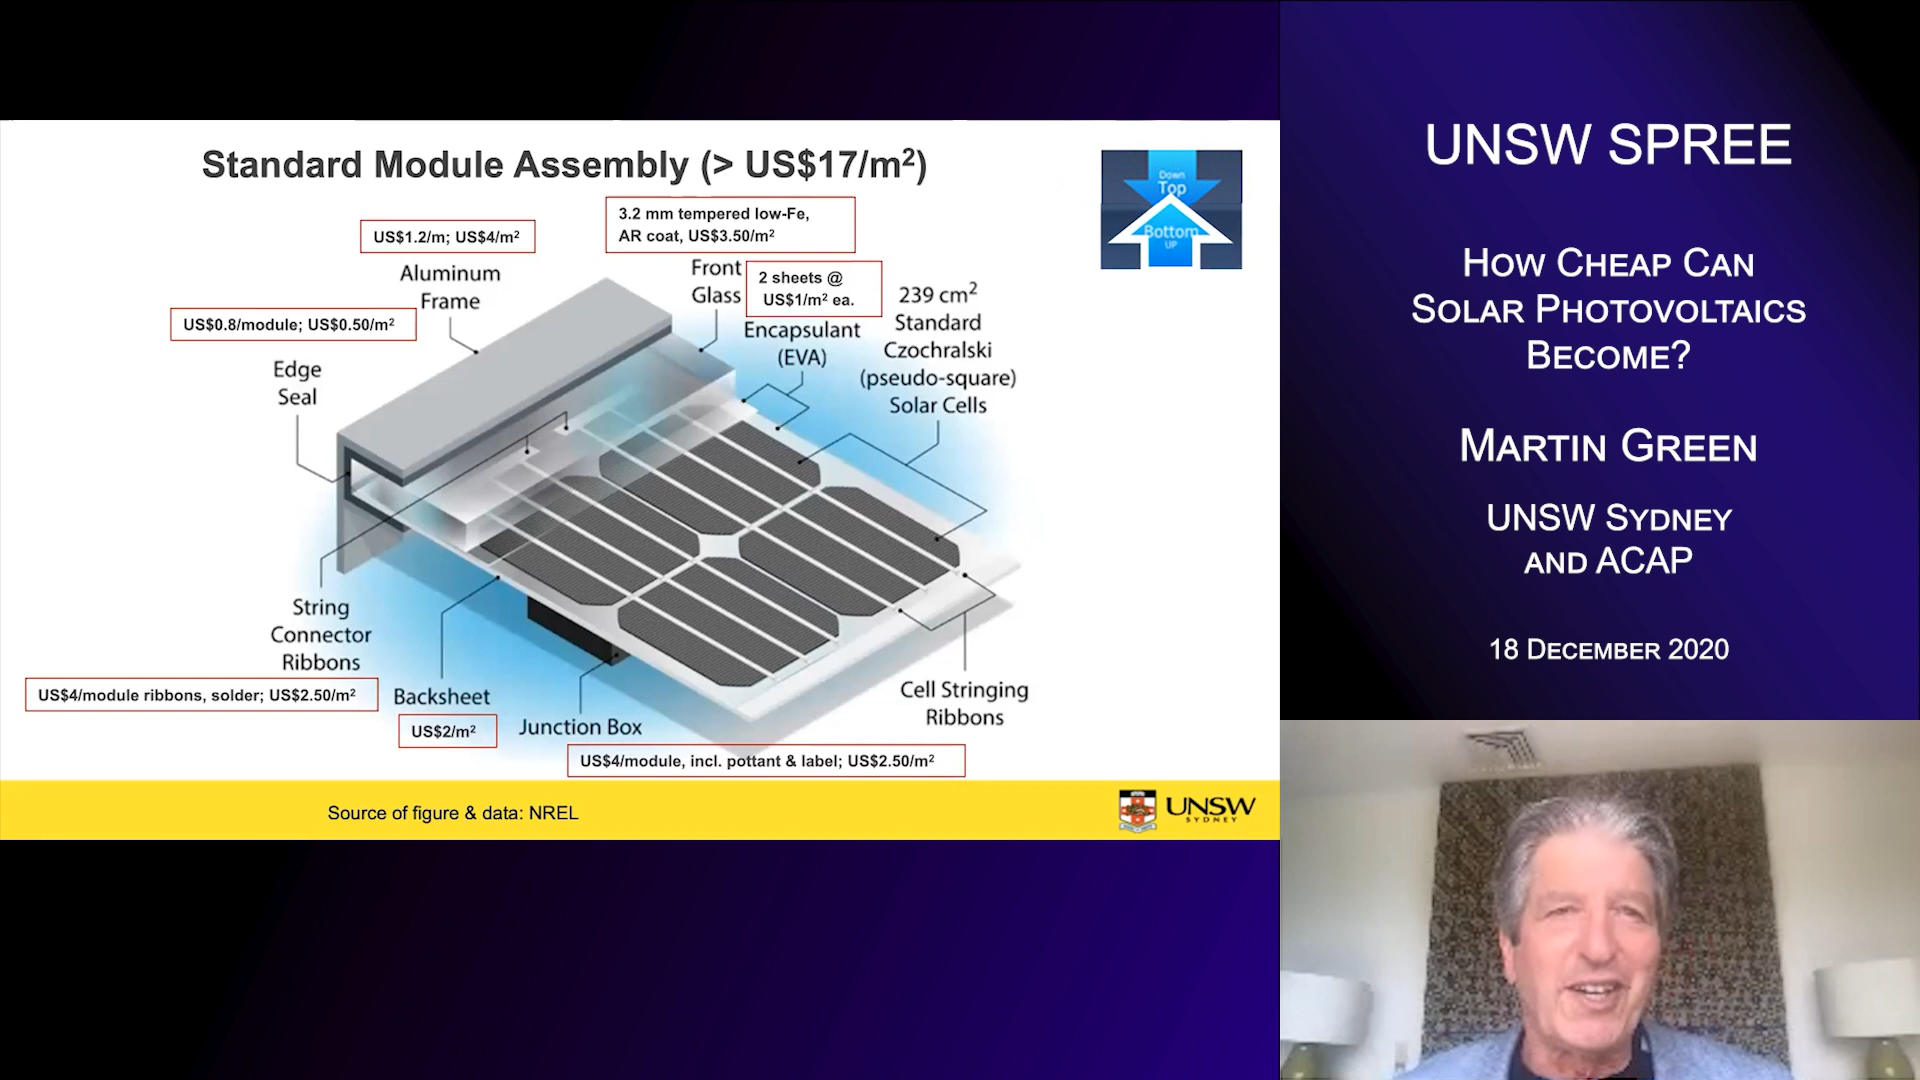 Standard Module Assembly (> US$17/m²)
Down
Top
Bottom
UP
3.2 mm tempered low-Fe,
AR coat, US$3.50/m²
US$1.2/m; US$4/m²
Aluminum
Frame
Front
Glass
2 sheets @
US$1/m² ea.
239 cm²
Standard
Czochralski
(pseudo-square)
Solar Cells
US$0.8/module; US$0.50/m²
Encapsulant
(EVA)
Edge
Seal
String
Connector
Ribbons
US$4/module ribbons, solder; US$2.50/m²
Backsheet
US$2/m²
Junction Box
US$4/module, incl. pottant & label; US$2.50/m²
Cell Stringing
Ribbons
Source of figure & data: NREL
UNSW
SYDNEY
UNSW SPREE
How Cheap Can
Solar Photovoltaics
Become?
Martin Green
UNSW Sydney
and ACAP
18 December 2020